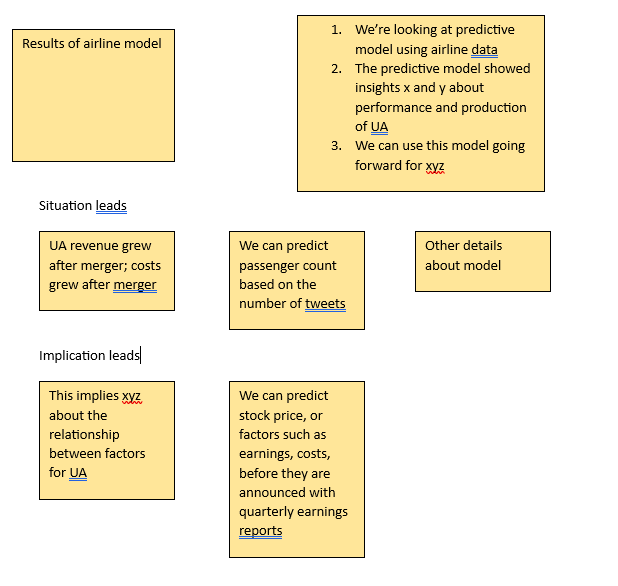 Results of airline model
1. We’re looking at predictive
model using airline data
2. The predictive model showed
insights x and y about
performance and production
of UA
3. We can use this model going
forward for xyz
Situation leads
UA revenue grew
after merger; costs
grew after merger
We can predict
passenger count
based on the
number of tweets
Other details
about model
Implication leads
This implies xyz
about the
relationship
between factors
for UA
We can predict
stock price, or
factors such as
earnings, costs,
before they are
announced with
quarterly earnings
reports